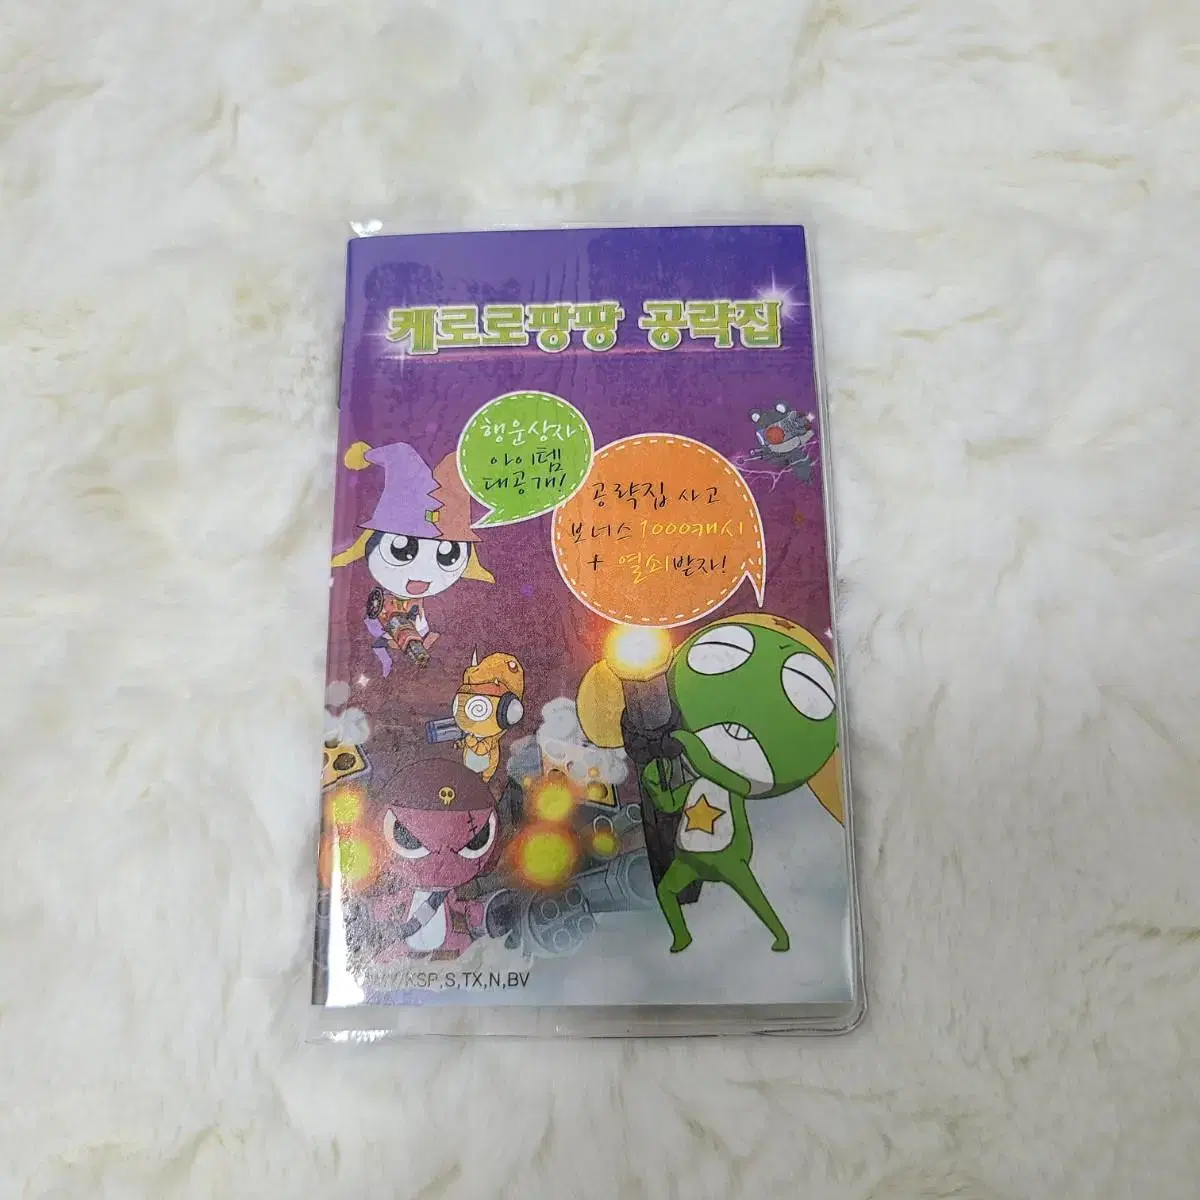 케로로팡팡 공략집
행운상자
아이템
대공개!
공략집 사고
보너스 1000캐시
+ 열쇠받자!
KSP,S,TX,N,BV